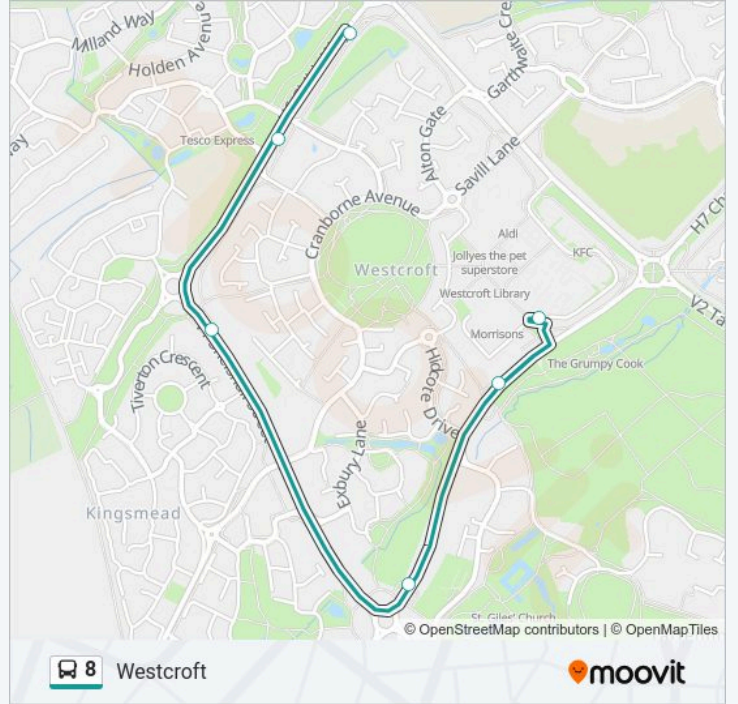 Milland Way
Holden Avenue
Garthwaite Cre
Tesco Express
Alton Gate
Savill Lane
ay
Cranborne Avenue
Aldi
H7 Ch
Westcroft
Jollyes the pet
superstore
KFC
Westcroft Library
V2 Ta
Morrisons
The Grumpy Cook
Tiverton Crescent
Hidcote Drive
Exbury Lane
Kingsmead
St. Giles' Church
© OpenStreetMap contributors | © OpenMapTiles
8 Westcroft
moovit